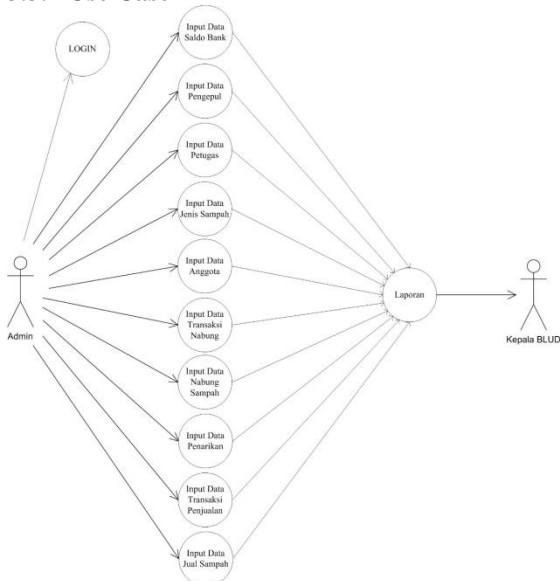 LOGIN
Input Data
Saldo Bank
Input Data
Pengepul
Input Data
Petugas
Input Data
Jenis Sampah
Input Data
Anggota
Input Data
Transaksi
Nabung
Input Data
Nabung
Sampah
Input Data
Penarikan
Input Data
Transaksi
Penjualan
Input Data
Jual Sampah
Admin
Laporan
Kepala BLUD